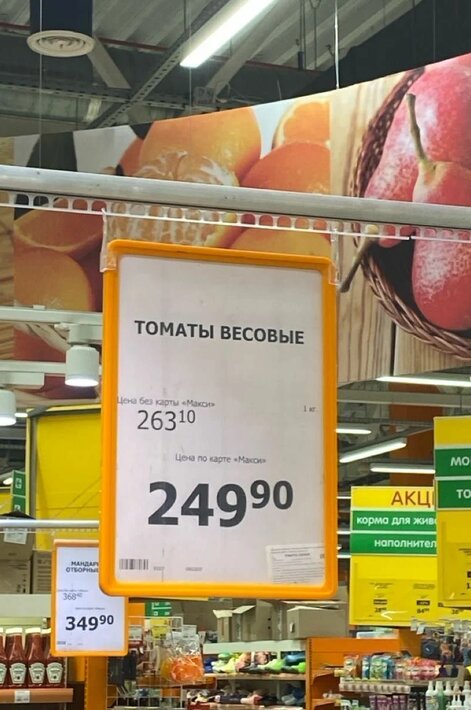 ТОМАТЫ ВЕСОВЫЕ
Цена без карты «Макси»
263 10
1 кг.
Цена по карте «Макси»
249 90
МАНДАР
ОТБОРНЫ
368
349 90
АКЦ
корма для жив
наполнител
МО
ТО